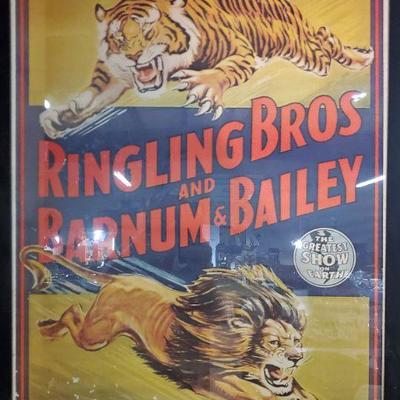 RINGLING BROS
AND
BARNUM & BAILEY
THE
GREATEST
SHOW
ON
EARTH